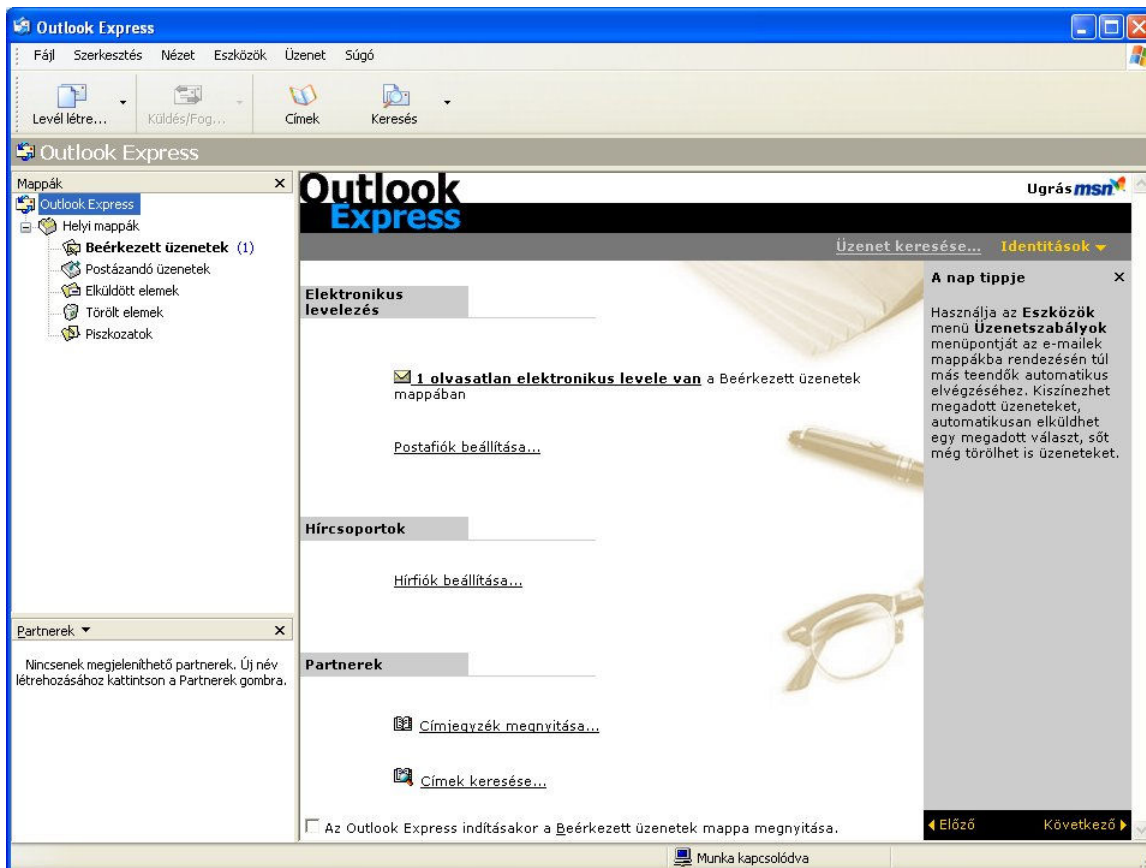 Outlook Express
Fájl Szerkesztés Nézet Eszközök Üzenet Súgó
Levél létre... Küldés/Fog... Címek Keresés
Outlook Express
Mappák
Outlook Express
Helyi mappák
Beérkezett üzenetek (1)
Postázandó üzenetek
Elküldött elemek
Törölt elemek
Piszkozatok
Partnerek
Nincsenek megjeleníthető partnerek. Új név
létrehozásához kattintson a Partnerek gombra.
Outlook
Express
Ugrás msn
Üzenet keresése... Identitások
Elektronikus
levelezés
1 olvasatlan elektronikus levele van a Beérkezett üzenetek
mappában
Postafiók beállítása...
Hírcsoportok
Hírfiók beállítása...
Partnerek
Címjegyzék megnyitása...
Címek keresése...
Az Outlook Express indításakor a Beérkezett üzenetek mappa megnyitása.
A nap tippje
Használja az Eszközök
menü Üzenetszabályok
menüpontját az e-mailek
mappákba rendezésén túl
más teendők automatikus
elvégzéséhez. Kiszínezhet
megadott üzeneteket,
automatikusan elküldhet
egy megadott választ, sőt
még törölhet is üzeneteket.
Előző Következő
Munka kapcsolódva